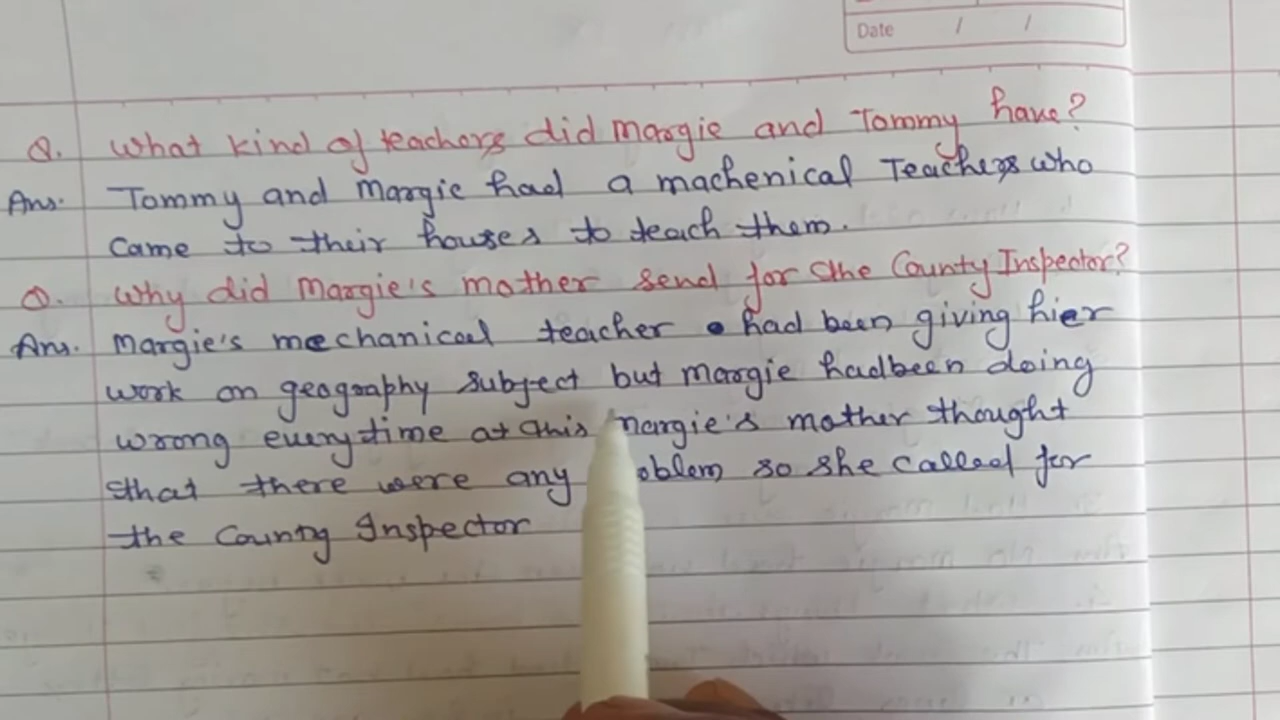 Date / /
Q. What kind of teachers did Margie and Tommy have?
Ans. Tommy and Margie had a machenical Teachers who
came to their houses to teach them.
Q. Why did Margie's mother send for the County Inspector?
Ans. Margie's mechanical teacher had been giving hier
work on geography subject but Margie hadbeen doing
wrong everytime at this Margie's mother thought
that there were any oblem so she called for
the County Inspector